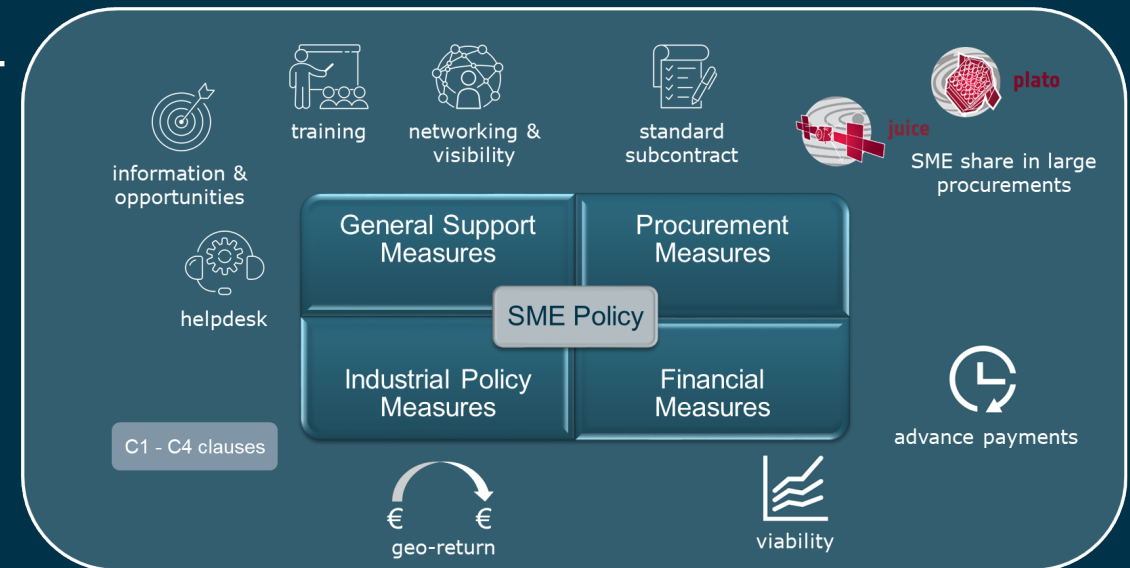 training
networking &
visibility
standard
subcontract
plato
juice
SME share in large
procurements
information &
opportunities
helpdesk
General Support
Measures
Procurement
Measures
SME Policy
Industrial Policy
Measures
Financial
Measures
C1 - C4 clauses
advance payments
€ €
geo-return
viability